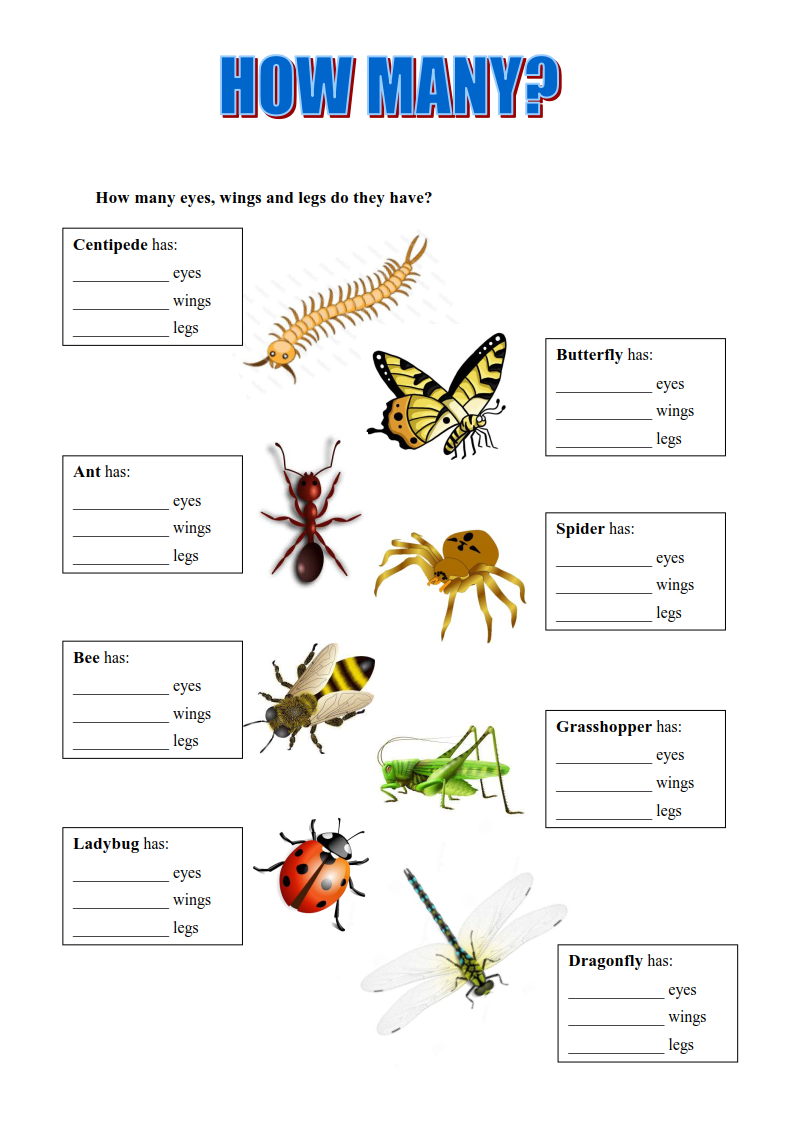 HOW MANY?
How many eyes, wings and legs do they have?
Centipede has:
____________ eyes
____________ wings
____________ legs
Butterfly has:
____________ eyes
____________ wings
____________ legs
Ant has:
____________ eyes
____________ wings
____________ legs
Spider has:
____________ eyes
____________ wings
____________ legs
Bee has:
____________ eyes
____________ wings
____________ legs
Grasshopper has:
____________ eyes
____________ wings
____________ legs
Ladybug has:
____________ eyes
____________ wings
____________ legs
Dragonfly has:
____________ eyes
____________ wings
____________ legs